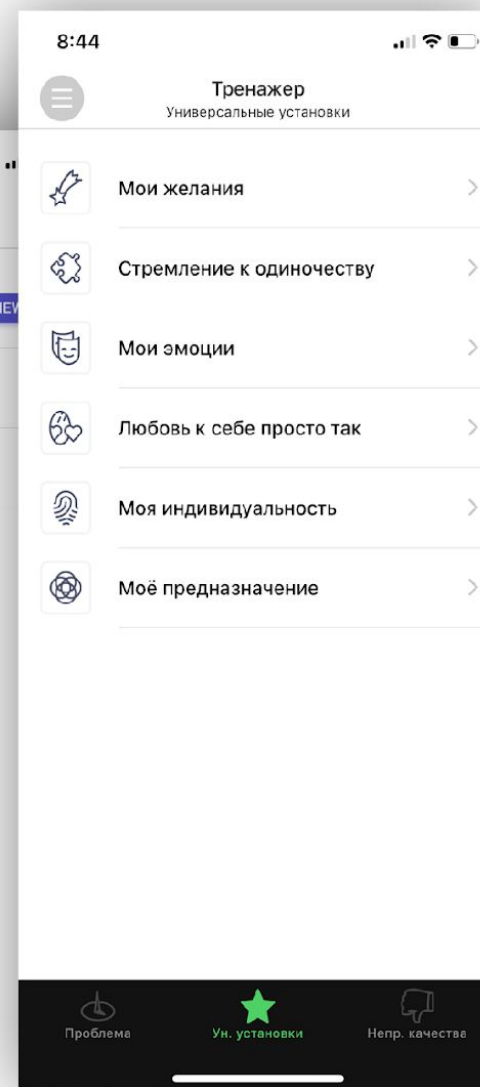 8:44
Тренажер
Универсальные установки
Мои желания
Стремление к одиночеству
Мои эмоции
Любовь к себе просто так
Моя индивидуальность
Моё предназначение
Проблема
Ун. установки
Непр. качества